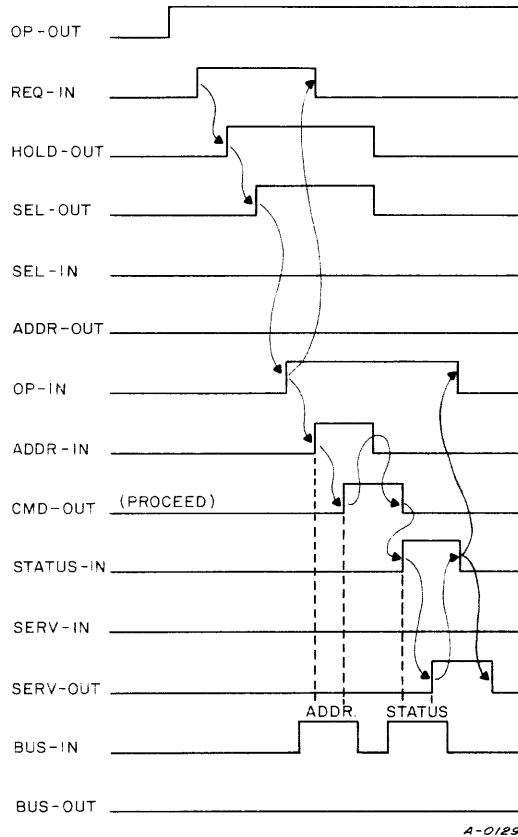 OP-OUT
REQ-IN
HOLD-OUT
SEL-OUT
SEL-IN
ADDR-OUT
OP-IN
ADDR-IN
CMD-OUT (PROCEED)
STATUS-IN
SERV-IN
SERV-OUT
ADDR. STATUS
BUS-IN
BUS-OUT
A-0129